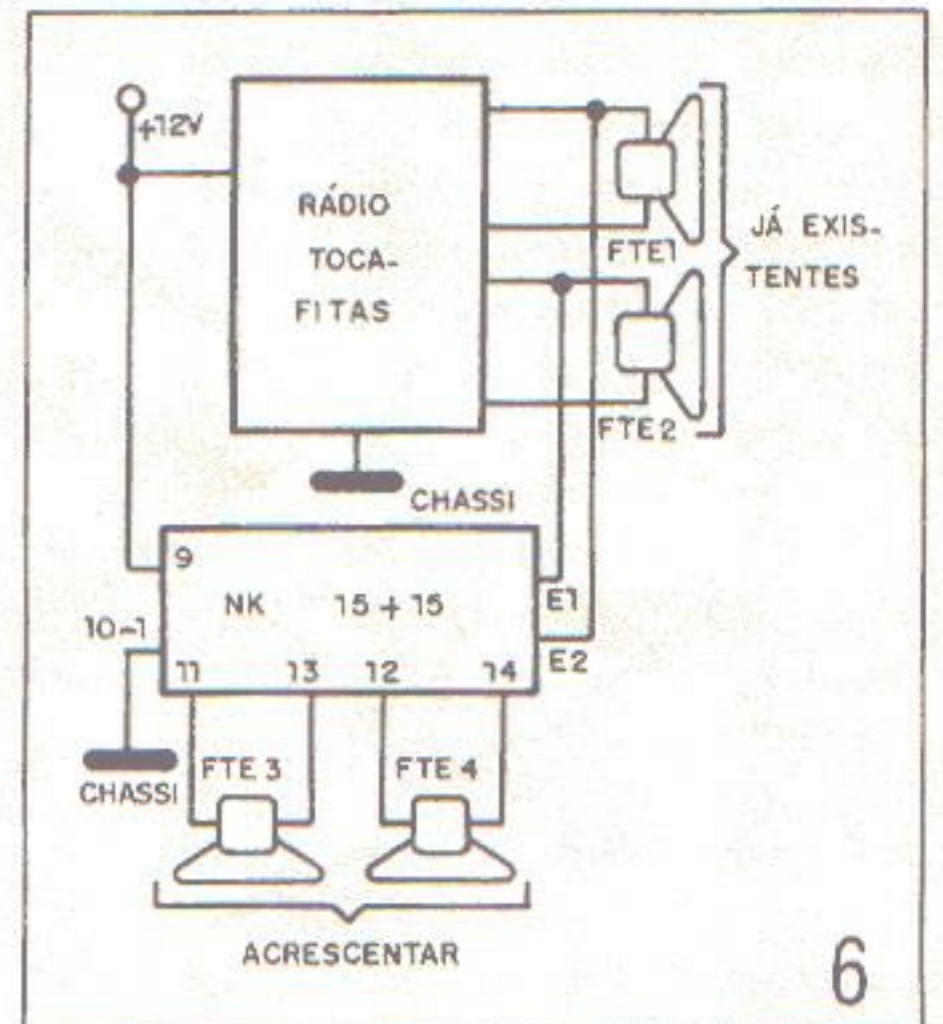 +12V
RÁDIO
TOCA-
FITAS
FTE1
JÁ EXIS-
TENTES
FTE2
CHASSI
9
NK 15+15
E1
10-1
E2
11 13 12 14
FTE 3 FTE 4
CHASSI
ACRESCENTAR
6